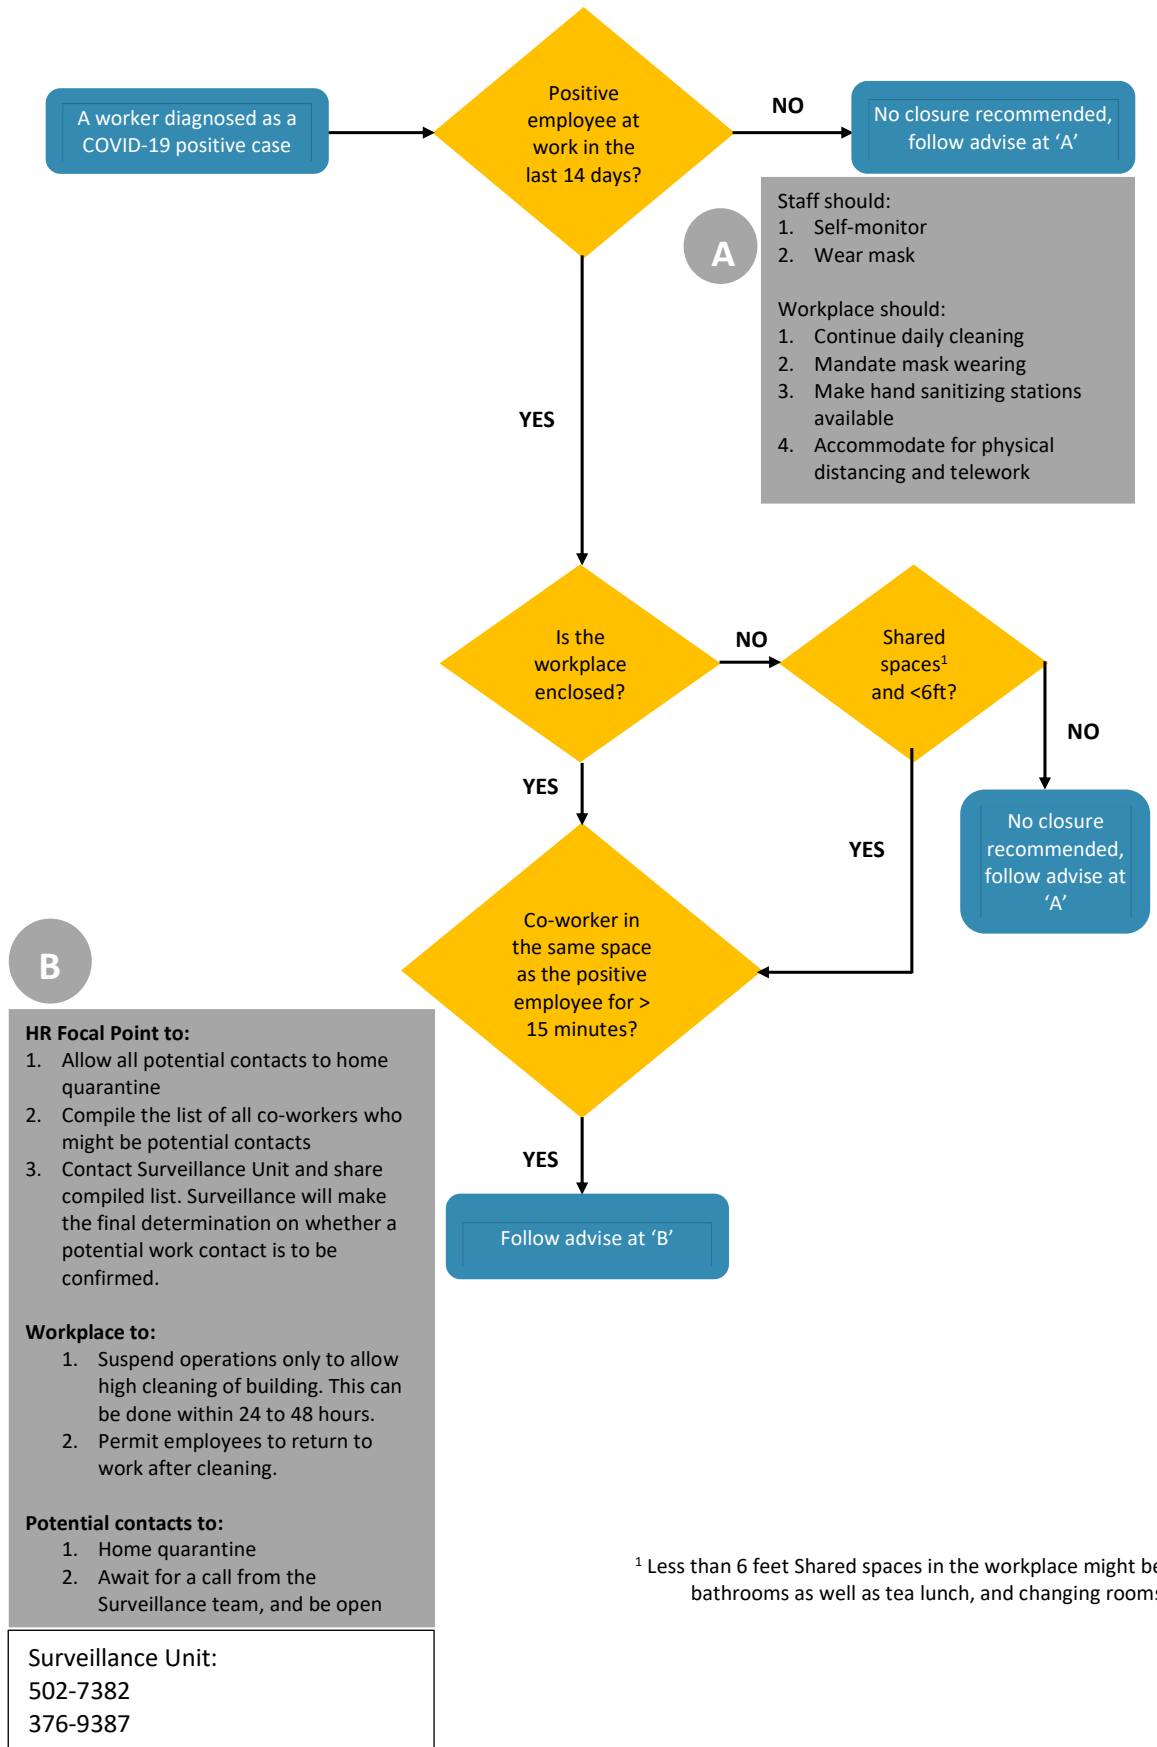 A worker diagnosed as a
COVID-19 positive case
Positive
employee at
work in the
last 14 days?
NO
No closure recommended,
follow advise at ‘A’
A
Staff should:
1. Self-monitor
2. Wear mask
Workplace should:
1. Continue daily cleaning
2. Mandate mask wearing
3. Make hand sanitizing stations
available
4. Accommodate for physical
distancing and telework
YES
Is the
workplace
enclosed?
NO
Shared
spaces¹
and <6ft?
NO
No closure
recommended,
follow advise at
‘A’
YES
YES
Co-worker in
the same space
as the positive
employee for >
15 minutes?
YES
Follow advise at ‘B’
B
HR Focal Point to:
1. Allow all potential contacts to home
quarantine
2. Compile the list of all co-workers who
might be potential contacts
3. Contact Surveillance Unit and share
compiled list. Surveillance will make
the final determination on whether a
potential work contact is to be
confirmed.
Workplace to:
1. Suspend operations only to allow
high cleaning of building. This can
be done within 24 to 48 hours.
2. Permit employees to return to
work after cleaning.
Potential contacts to:
1. Home quarantine
2. Await for a call from the
Surveillance team, and be open
Surveillance Unit:
502-7382
376-9387
¹ Less than 6 feet Shared spaces in the workplace might be
bathrooms as well as tea lunch, and changing rooms